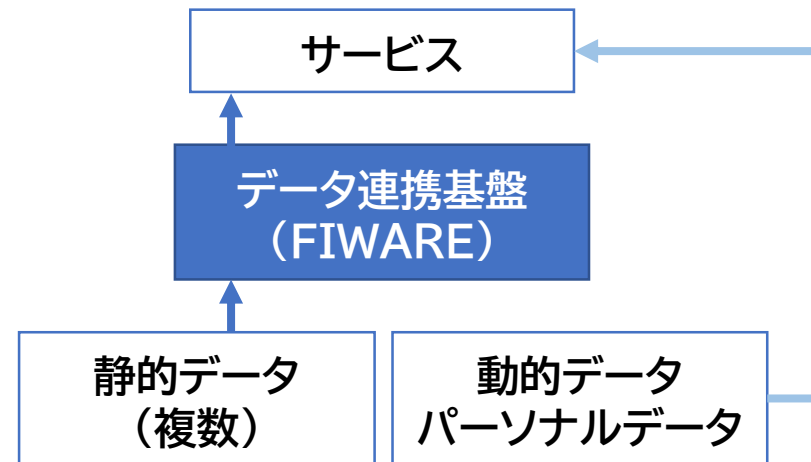 サービス
データ連携基盤
（FIWARE）
静的データ
（複数）
動的データ
パーソナルデータ